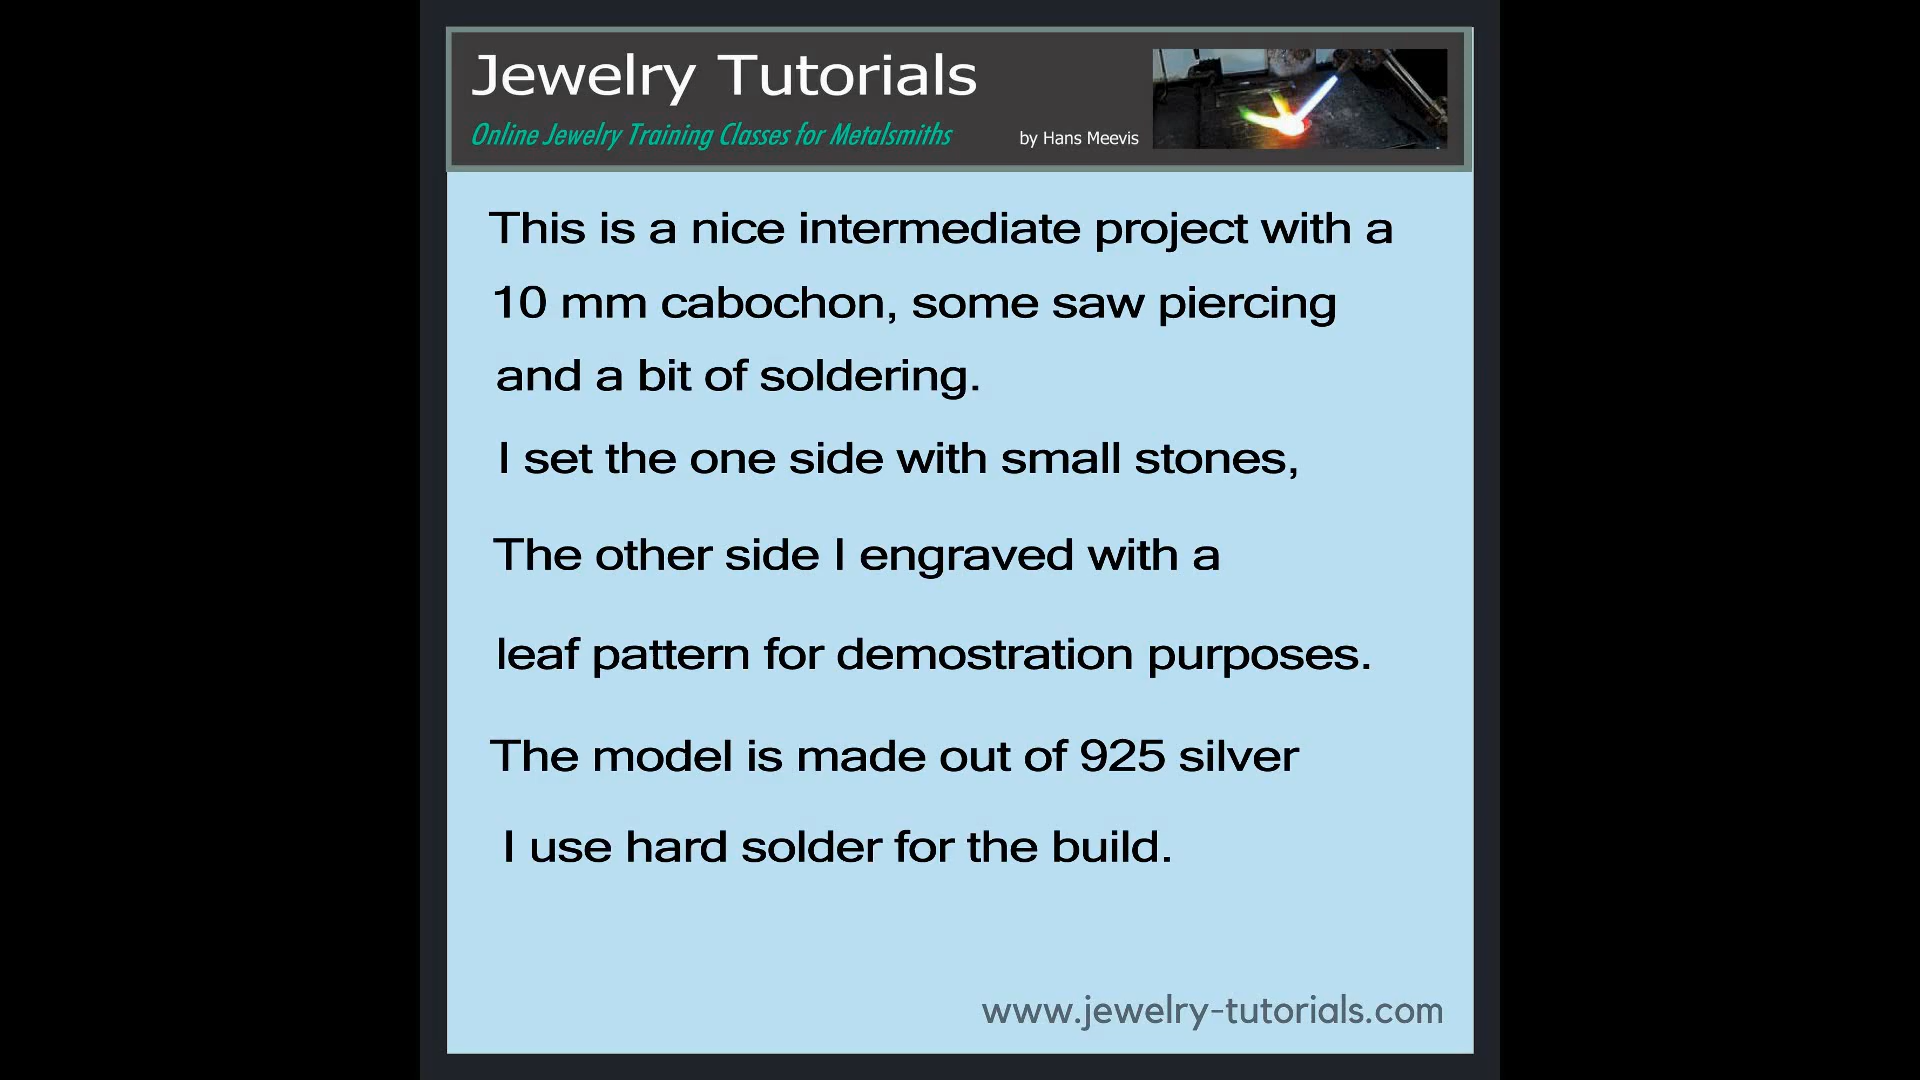 Jewelry Tutorials
Online Jewelry Training Classes for Metalsmiths
by Hans Meevis
This is a nice intermediate project with a
10 mm cabochon, some saw piercing
and a bit of soldering.
I set the one side with small stones,
The other side I engraved with a
leaf pattern for demostration purposes.
The model is made out of 925 silver
I use hard solder for the build.
www.jewelry-tutorials.com